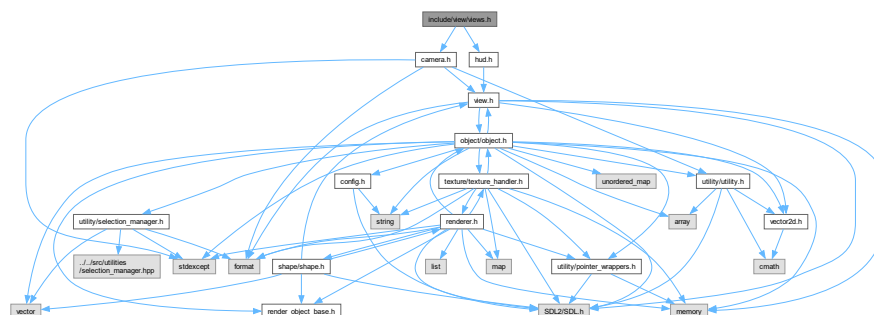 include/view/views.h
camera.h
hud.h
view.h
object/object.h
config.h
texture/texture_handler.h
unordered_map
utility/utility.h
utility/selection_manager.h
string
renderer.h
array
vector2d.h
../../src/utilities
/selection_manager.hpp
stdexcept
format
shape/shape.h
list
map
utility/pointer_wrappers.h
cmath
vector
render_object_base.h
SDL2/SDL.h
memory